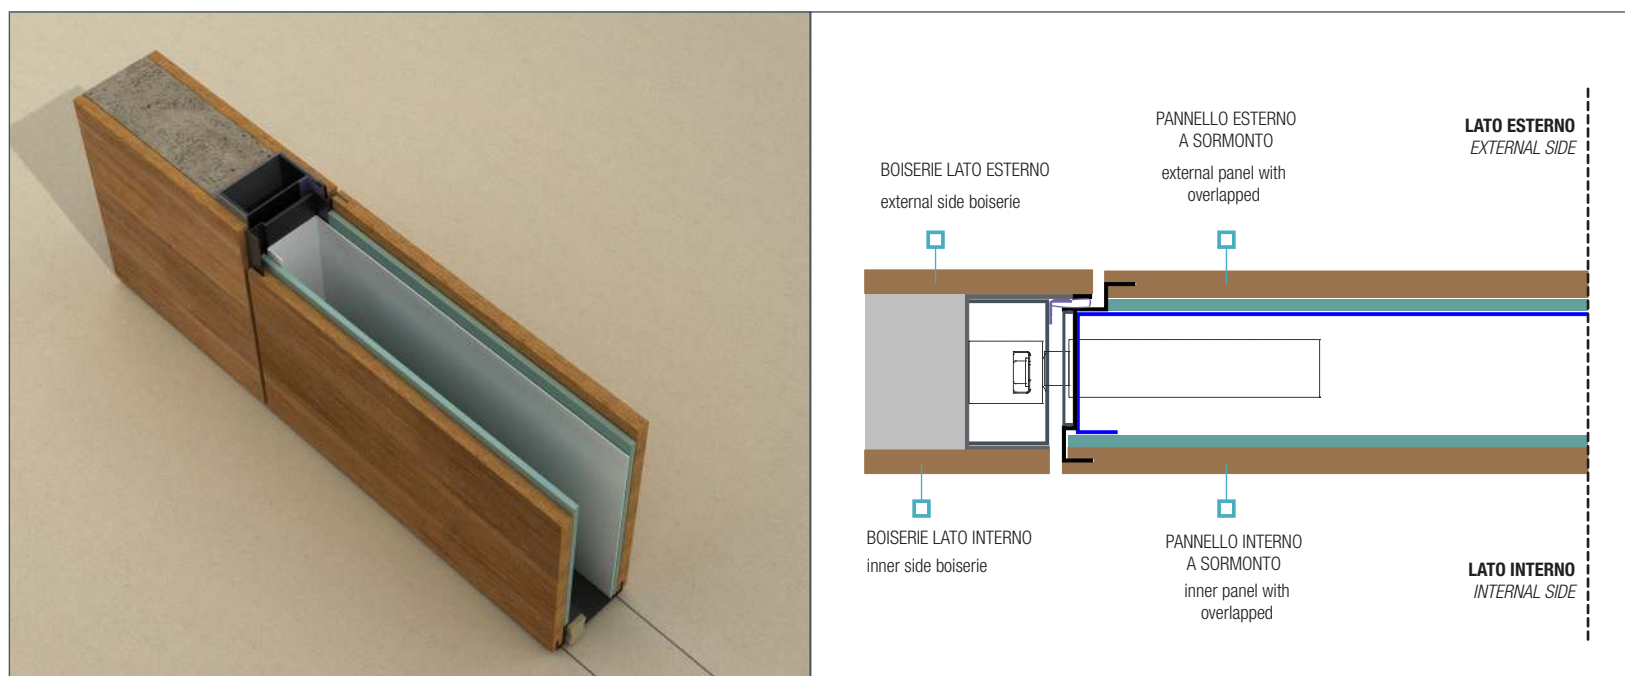 PANNELLO ESTERNO
A SORMONTO
external panel with
overlapped
LATO ESTERNO
EXTERNAL SIDE
BOISERIE LATO ESTERNO
external side boiserie
BOISERIE LATO INTERNO
inner side boiserie
PANNELLO INTERNO
A SORMONTO
inner panel with
overlapped
LATO INTERNO
INTERNAL SIDE